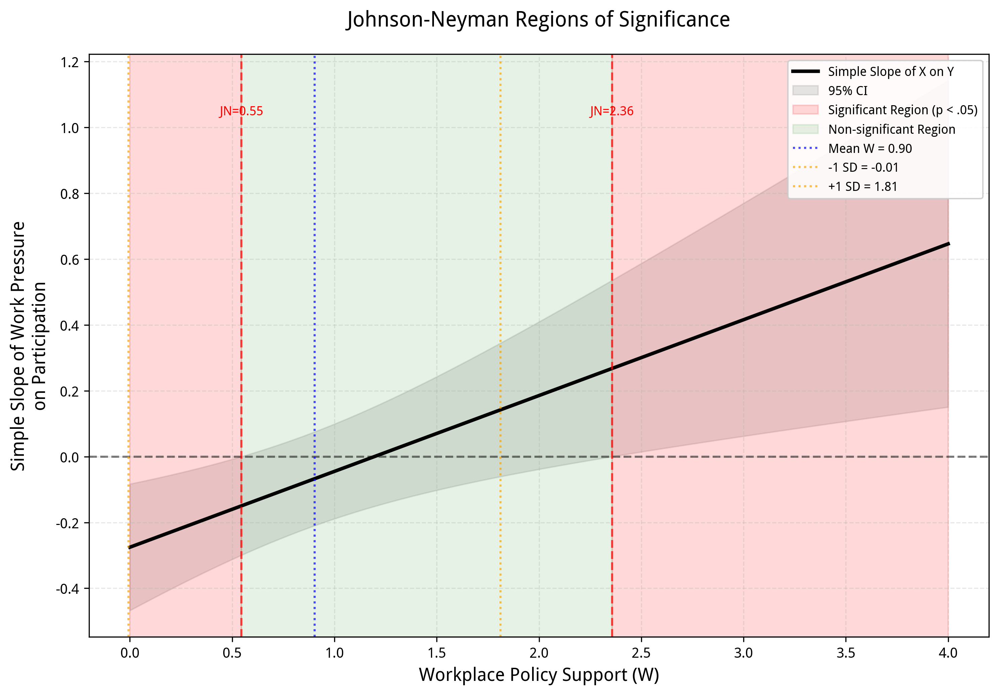 Johnson-Neyman Regions of Significance
Simple Slope of Work Pressure
on Participation
1.2
1.0
0.8
0.6
0.4
0.2
0.0
-0.2
-0.4
JN=0.55
JN=2.36
Simple Slope of X on Y
95% CI
Significant Region (p < .05)
Non-significant Region
Mean W = 0.90
-1 SD = -0.01
+1 SD = 1.81
0.0
0.5
1.0
1.5
2.0
2.5
3.0
3.5
4.0
Workplace Policy Support (W)